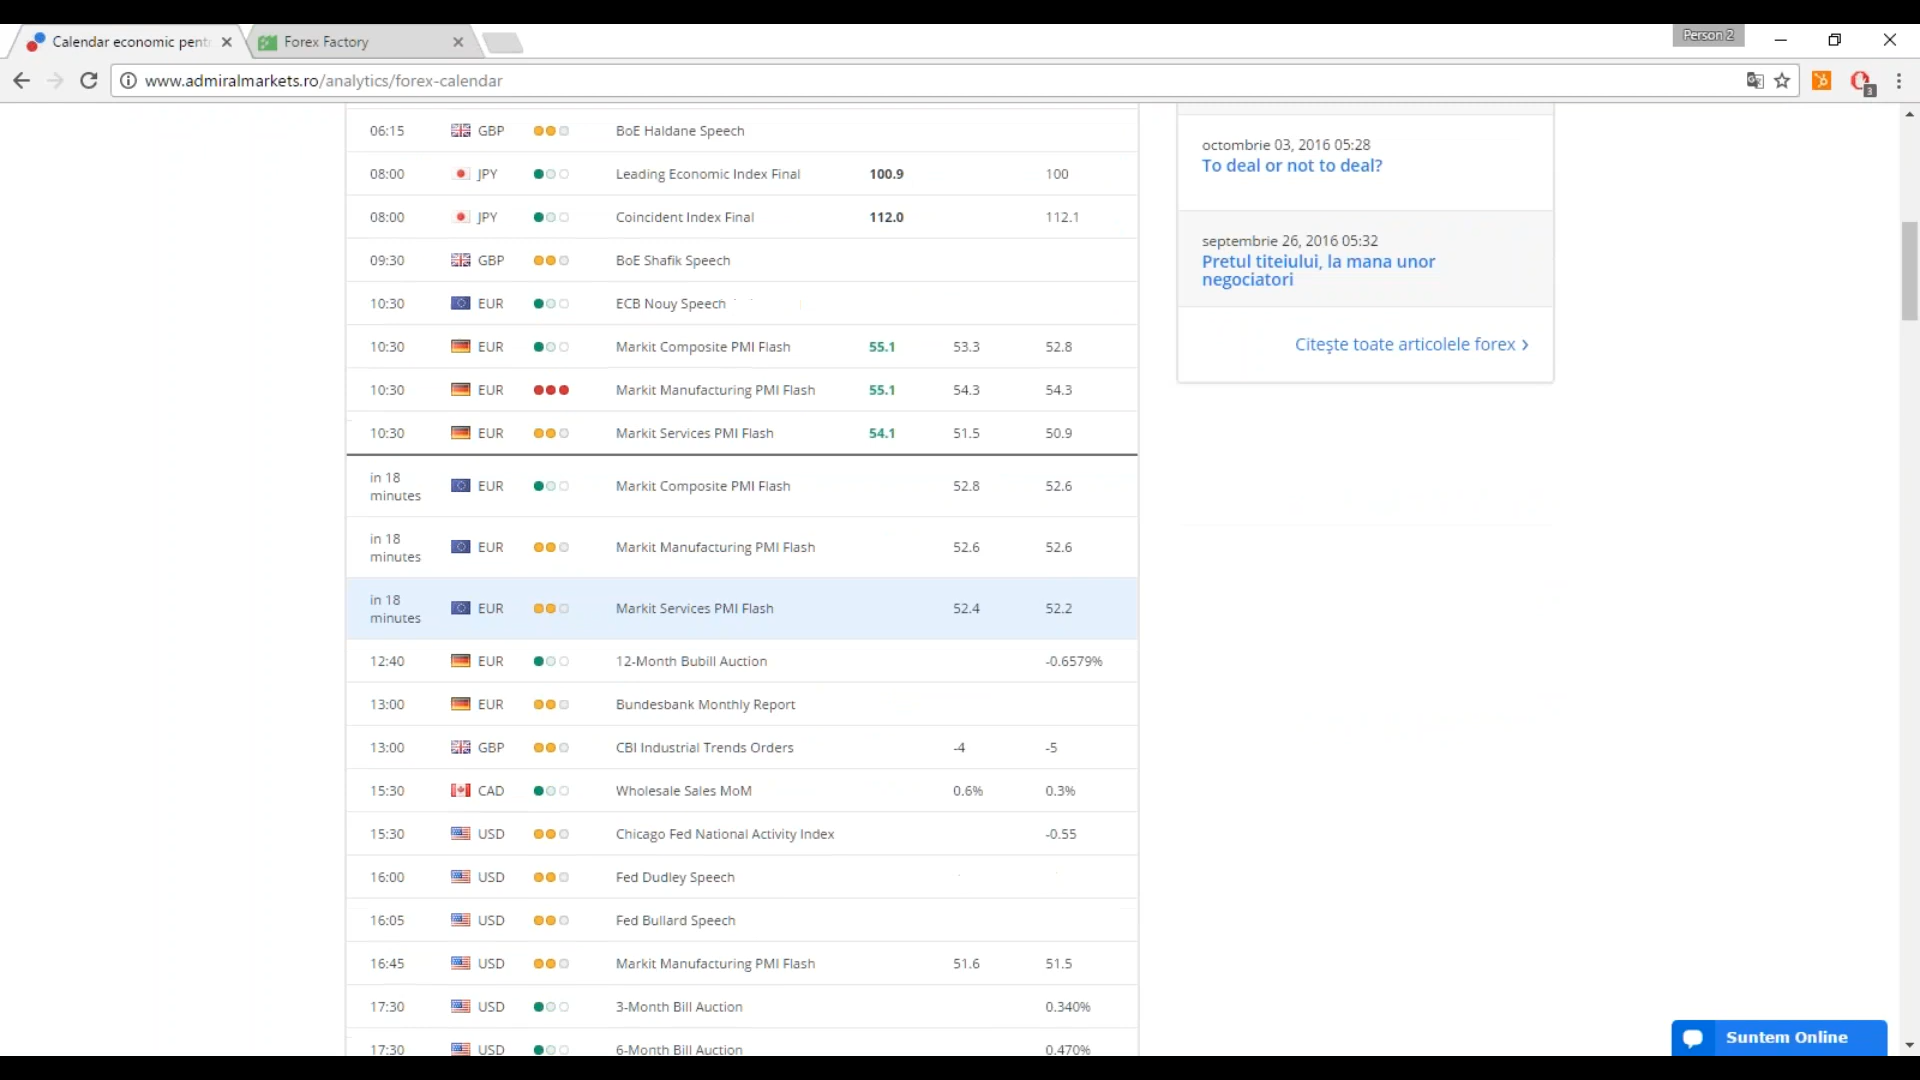 Calendar economic pent
Forex Factory
Person 2
www.admiralmarkets.ro/analytics/forex-calendar
3
06:15 GBP BoE Haldane Speech
08:00 JPY Leading Economic Index Final 100.9 100
08:00 JPY Coincident Index Final 112.0 112.1
09:30 GBP BoE Shafik Speech
10:30 EUR ECB Nouy Speech
10:30 EUR Markit Composite PMI Flash 55.1 53.3 52.8
10:30 EUR Markit Manufacturing PMI Flash 55.1 54.3 54.3
10:30 EUR Markit Services PMI Flash 54.1 51.5 50.9
in 18
minutes EUR Markit Composite PMI Flash 52.8 52.6
in 18
minutes EUR Markit Manufacturing PMI Flash 52.6 52.6
in 18
minutes EUR Markit Services PMI Flash 52.4 52.2
12:40 EUR 12-Month Bubill Auction -0.6579%
13:00 EUR Bundesbank Monthly Report
13:00 GBP CBI Industrial Trends Orders -4 -5
15:30 CAD Wholesale Sales MoM 0.6% 0.3%
15:30 USD Chicago Fed National Activity Index -0.55
16:00 USD Fed Dudley Speech
16:05 USD Fed Bullard Speech
16:45 USD Markit Manufacturing PMI Flash 51.6 51.5
17:30 USD 3-Month Bill Auction 0.340%
17:30 USD 6-Month Bill Auction 0.470%
octombrie 03, 2016 05:28
To deal or not to deal?
septembrie 26, 2016 05:32
Pretul titeiului, la mana unor
negociatori
Citește toate articolele forex ›
Suntem Online